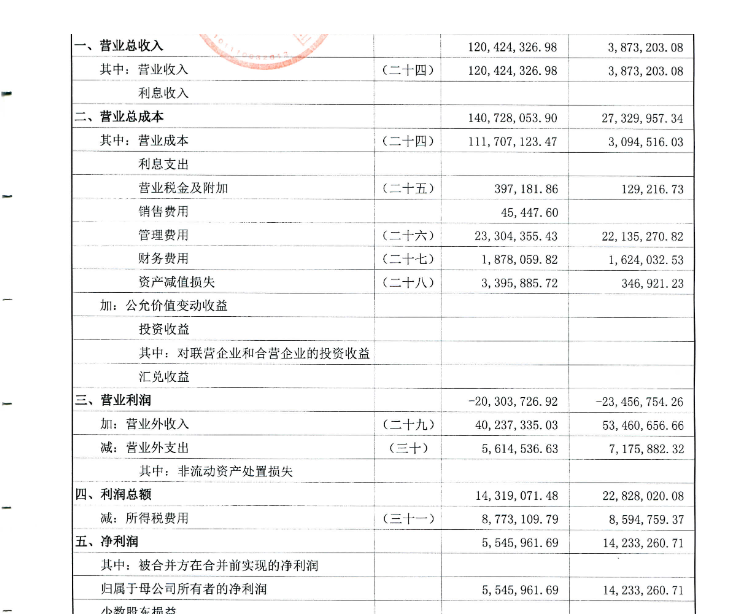 一、营业总收入 120,424,326.98 3,873,203.08
其中：营业收入 （二十四） 120,424,326.98 3,873,203.08
利息收入
二、营业总成本 140,728,053.90 27,329,957.34
其中：营业成本 （二十四） 111,707,123.47 3,094,516.03
利息支出
营业税金及附加 （二十五） 397,181.86 129,216.73
销售费用 45,447.60
管理费用 （二十六） 23,304,355.43 22,135,270.82
财务费用 （二十七） 1,878,059.82 1,624,032.53
资产减值损失 （二十八） 3,395,885.72 346,921.23
加：公允价值变动收益
投资收益
其中：对联营企业和合营企业的投资收益
汇兑收益
三、营业利润 -20,303,726.92 -23,456,754.26
加：营业外收入 （二十九） 40,237,335.03 53,460,656.66
减：营业外支出 （三十） 5,614,536.63 7,175,882.32
其中：非流动资产处置损失
四、利润总额 14,319,071.48 22,828,020.08
减：所得税费用 （三十一） 8,773,109.79 8,594,759.37
五、净利润 5,545,961.69 14,233,260.71
其中：被合并方在合并前实现的净利润
归属于母公司所有者的净利润 5,545,961.69 14,233,260.71
少数股东损益